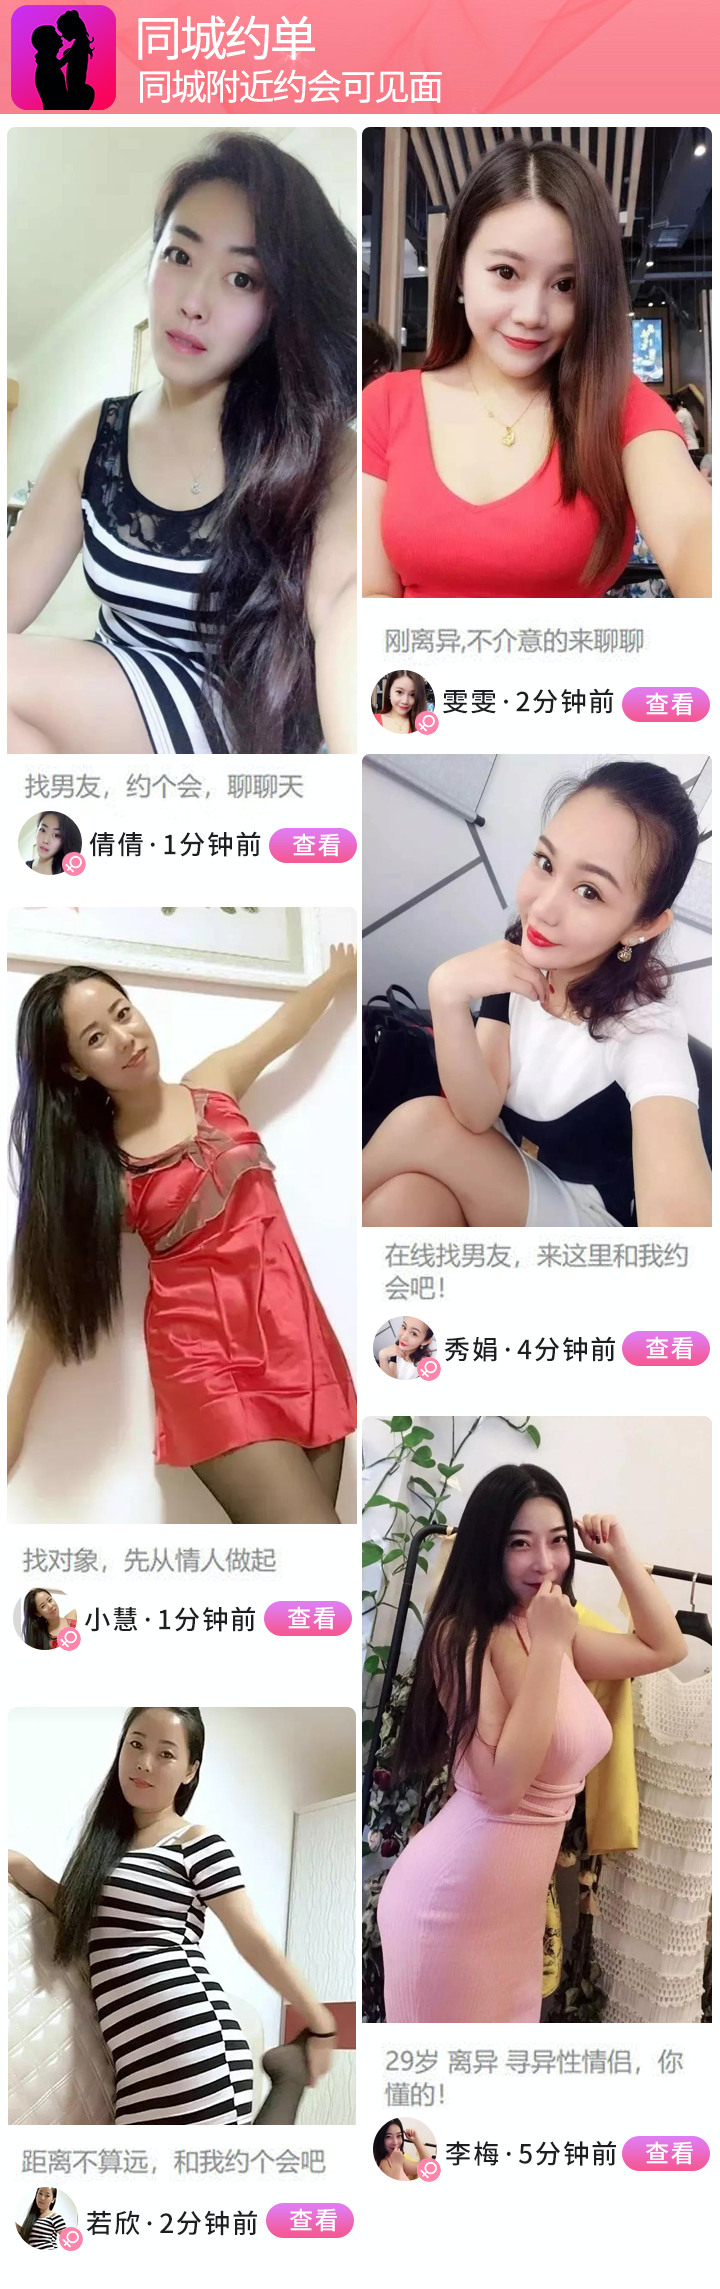 同城约单
同城附近约会可见面
找男友，约个会，聊聊天
倩倩·1分钟前 查看
刚离异,不介意的来聊聊
雯雯·2分钟前 查看
找对象，先从情人做起
小慧·1分钟前 查看
在线找男友，来这里和我约
会吧！
秀娟·4分钟前 查看
距离不算远，和我约个会吧
若欣·2分钟前 查看
29岁 离异 寻异性情侣，你
懂的！
李梅·5分钟前 查看